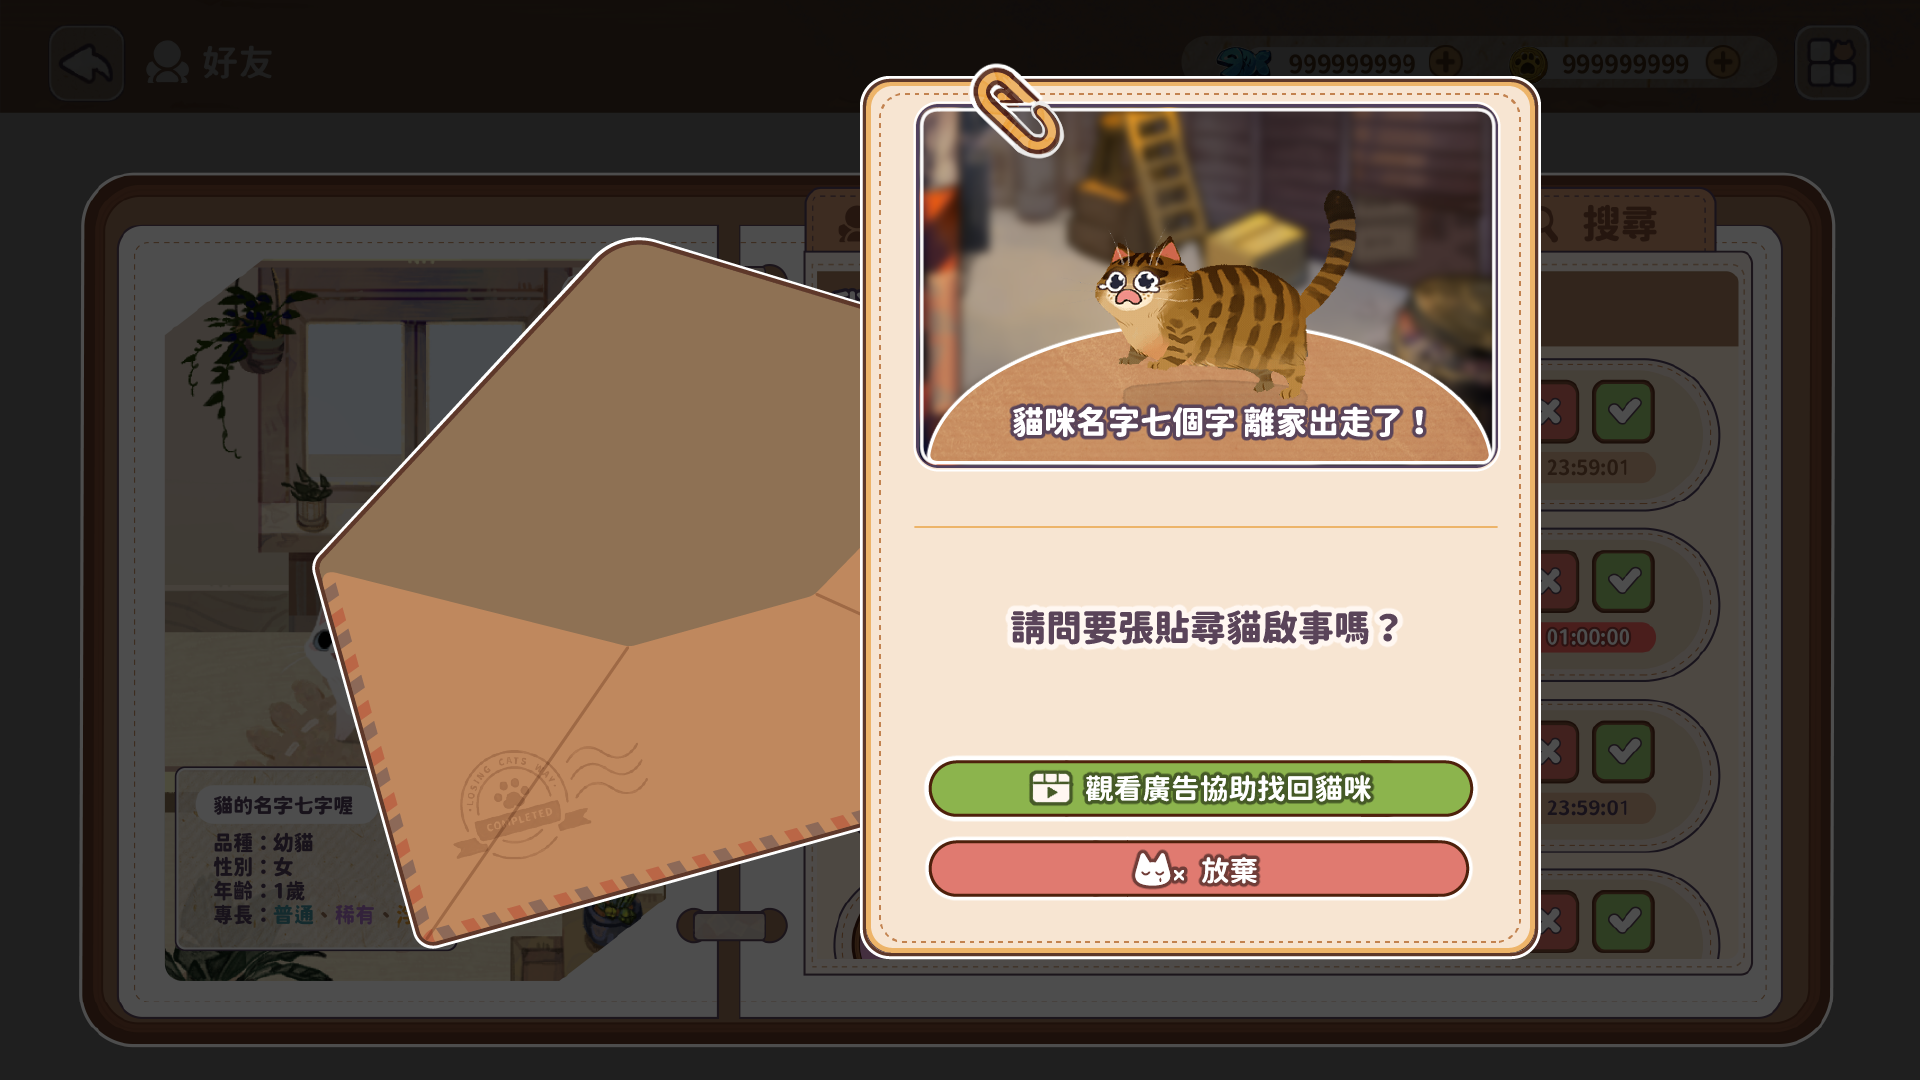 好友
999999999
999999999
搜尋
貓咪名字七個字 離家出走了！
23:59:01
請問要張貼尋貓啟事嗎？
01:00:00
觀看廣告協助找回貓咪
23:59:01
放棄
貓的名字七字喔
品種：幼貓
性別：女
年齡：1歲
專長：普通、稀有、
LOSING CATS WAY
COMPLETED